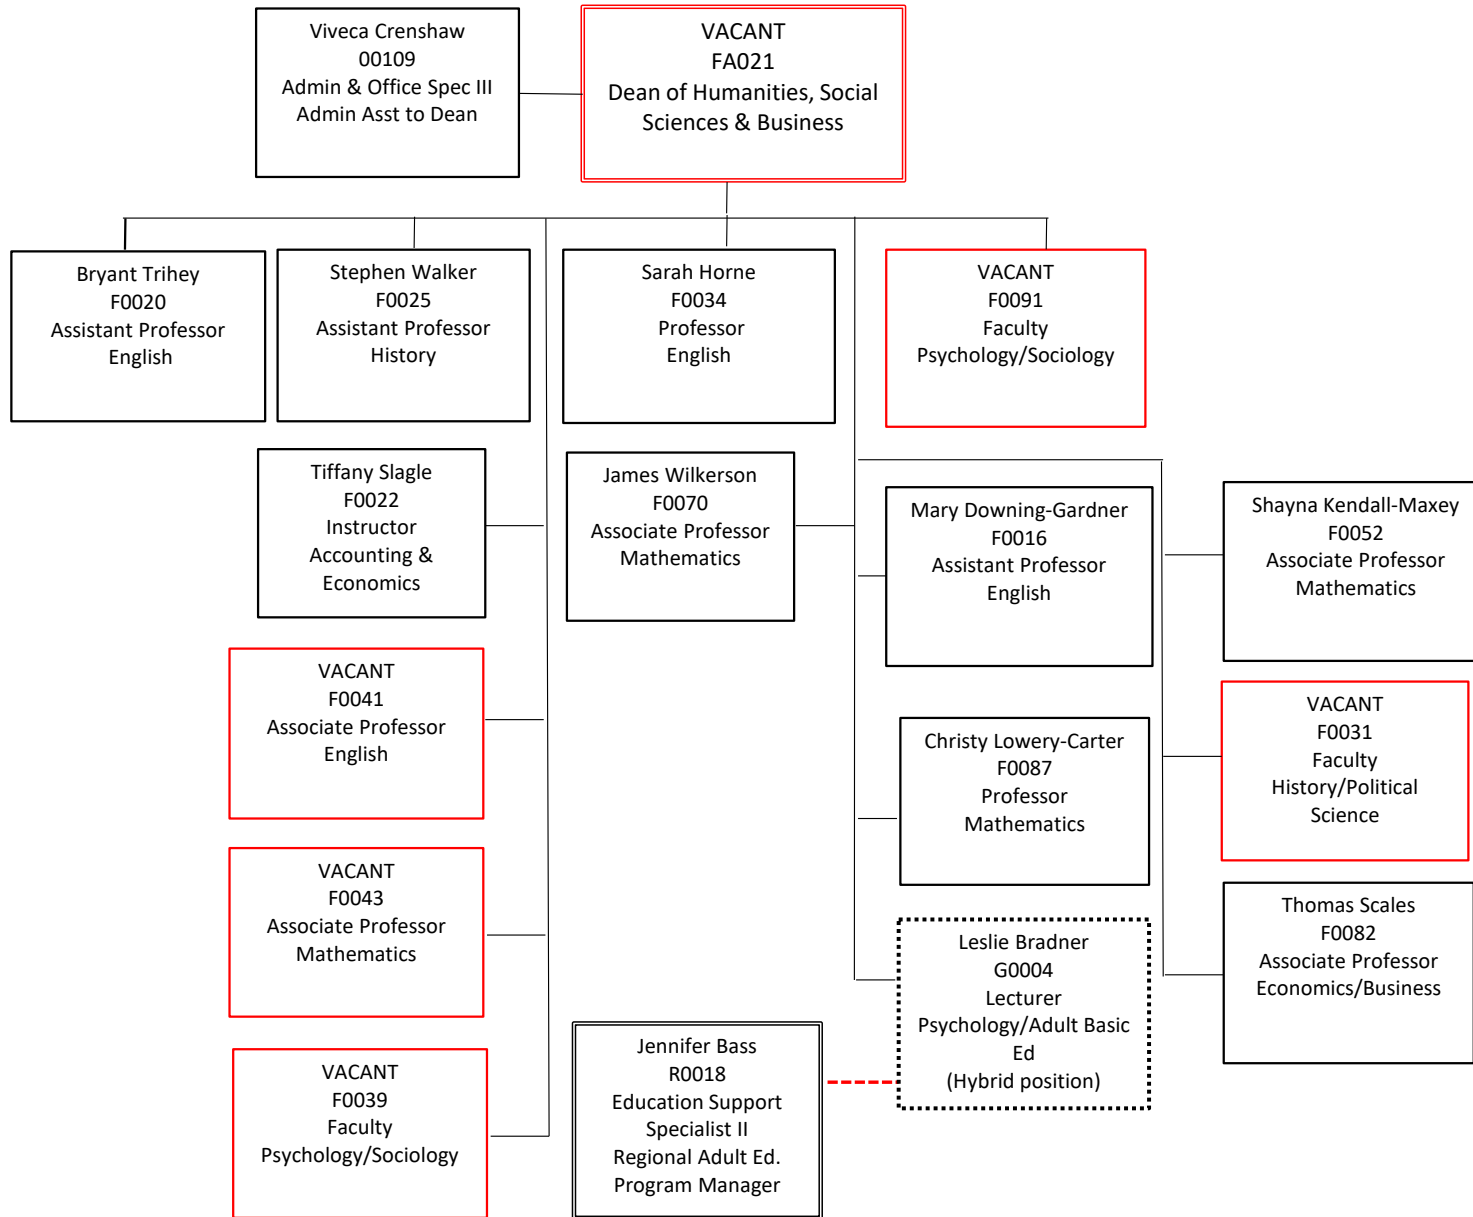 Viveca Crenshaw
00109
Admin & Office Spec III
Admin Asst to Dean
VACANT
FA021
Dean of Humanities, Social
Sciences & Business
Bryant Trihey
F0020
Assistant Professor
English
Stephen Walker
F0025
Assistant Professor
History
Sarah Horne
F0034
Professor
English
VACANT
F0091
Faculty
Psychology/Sociology
Tiffany Slagle
F0022
Instructor
Accounting &
Economics
James Wilkerson
F0070
Associate Professor
Mathematics
Mary Downing-Gardner
F0016
Assistant Professor
English
Shayna Kendall-Maxey
F0052
Associate Professor
Mathematics
VACANT
F0041
Associate Professor
English
Christy Lowery-Carter
F0087
Professor
Mathematics
VACANT
F0031
Faculty
History/Political
Science
VACANT
F0043
Associate Professor
Mathematics
Leslie Bradner
G0004
Lecturer
Psychology/Adult Basic
Ed
(Hybrid position)
Thomas Scales
F0082
Associate Professor
Economics/Business
VACANT
F0039
Faculty
Psychology/Sociology
Jennifer Bass
R0018
Education Support
Specialist II
Regional Adult Ed.
Program Manager